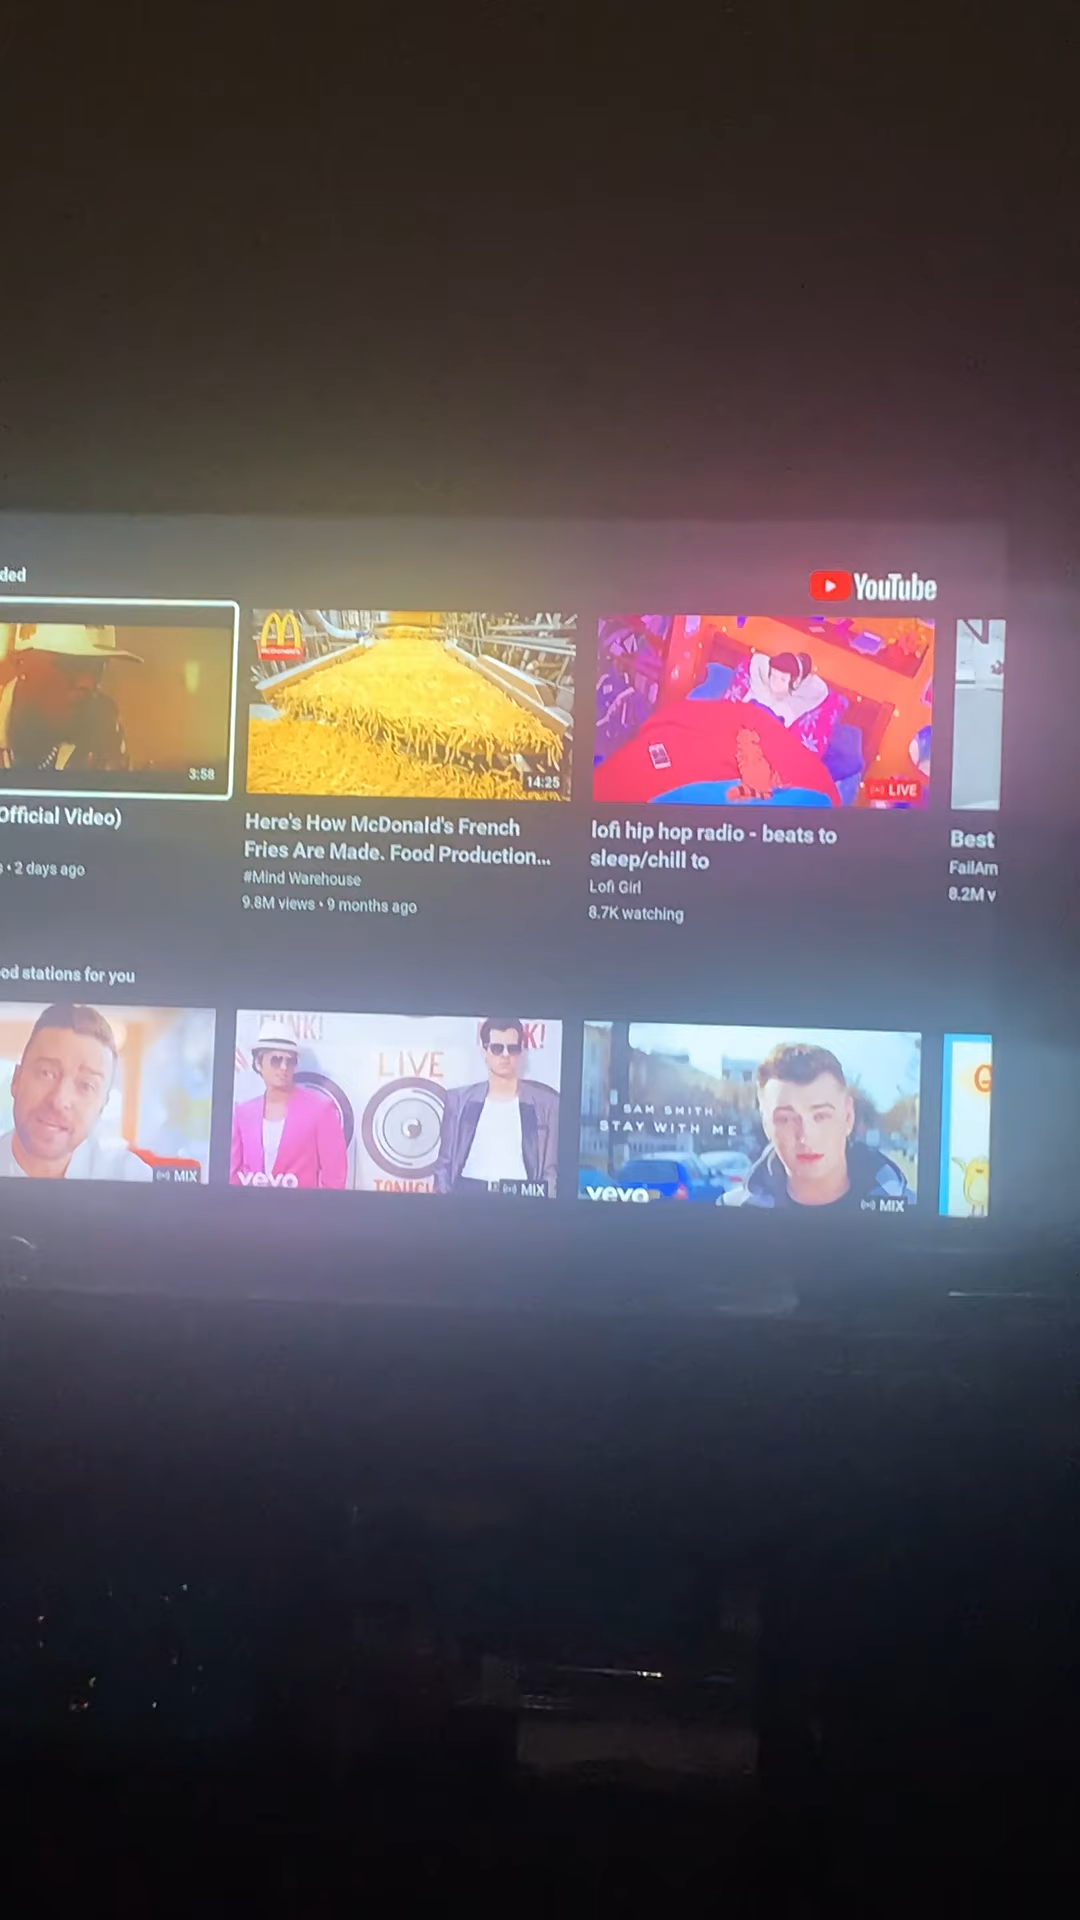 ded
YouTube
McDonald's
3:58
14:25
LIVE
Official Video)
• 2 days ago
Here's How McDonald's French
Fries Are Made. Food Production...
#Mind Warehouse
9.8M views • 9 months ago
lofi hip hop radio - beats to
sleep/chill to
Lofi Girl
8.7K watching
Best
FailArm
8.2M v
od stations for you
MIX
UNK!
K!
LIVE
vevo
MIX
SAM SMITH
STAY WITH ME
vevo
MIX